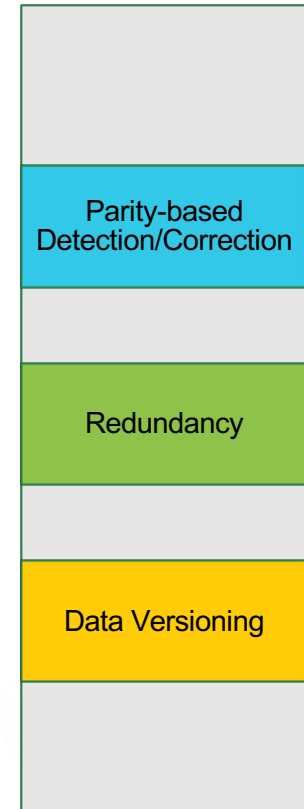 Parity-based
Detection/Correction
Redundancy
Data Versioning